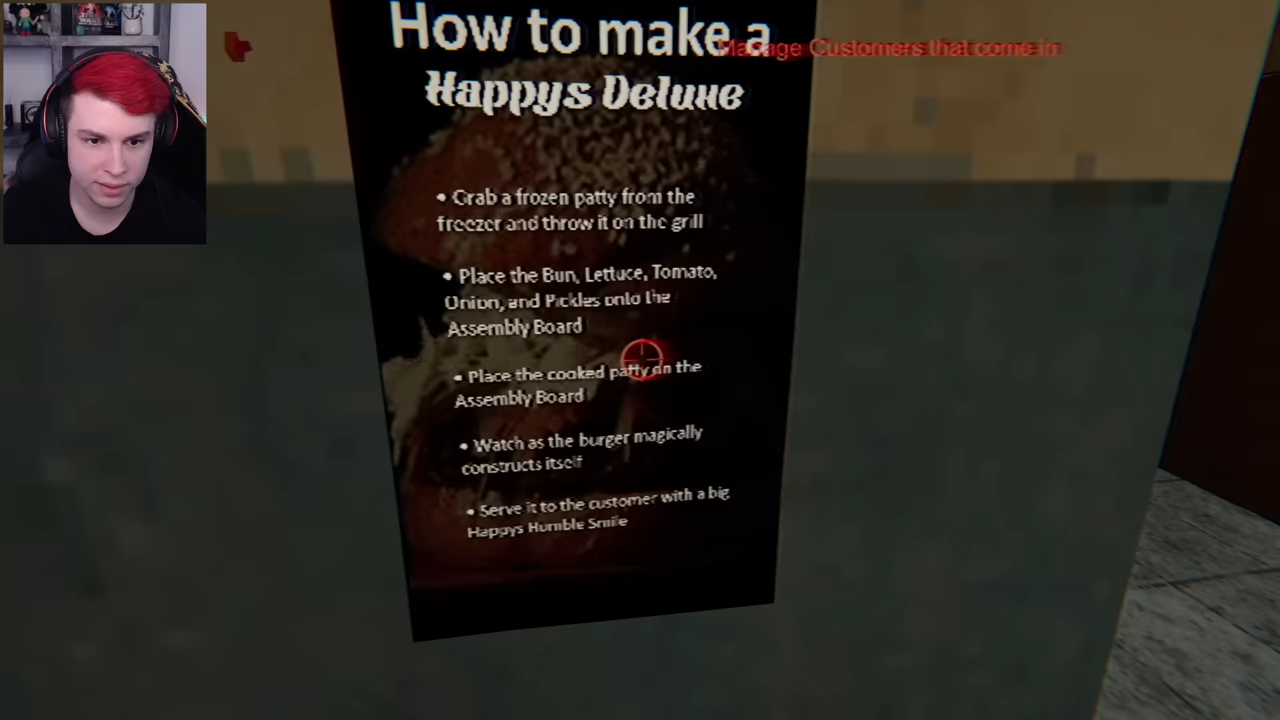 How to make a
Manage Customers that come in
Happys Deluxe
• Grab a frozen patty from the
freezer and throw it on the grill
• Place the Bun, Lettuce, Tomato,
Onion, and Pickles onto the
Assembly Board
• Place the cooked patty on the
Assembly Board
• Watch as the burger magically
constructs itself
• Serve it to the customer with a big
Happys Humble Smile